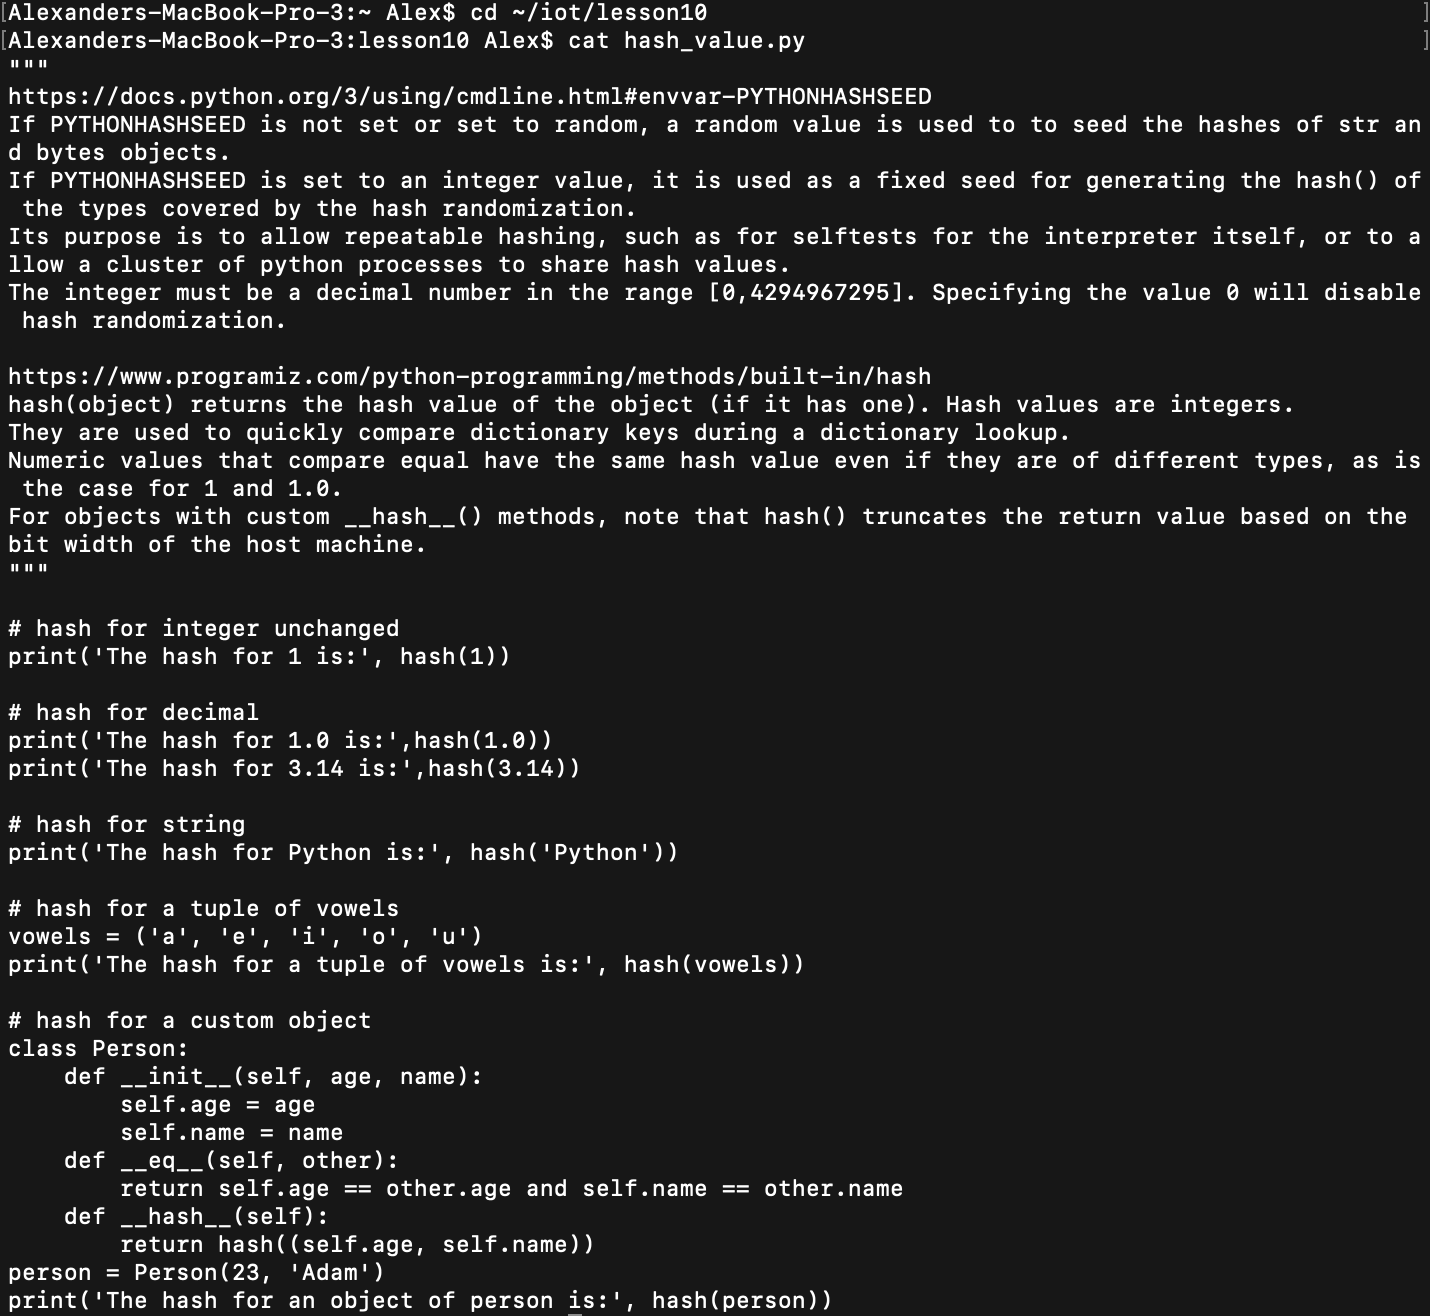 [Alexanders-MacBook-Pro-3:~ Alex$ cd ~/iot/lesson10 ]
[Alexanders-MacBook-Pro-3:lesson10 Alex$ cat hash_value.py ]
"""
https://docs.python.org/3/using/cmdline.html#envvar-PYTHONHASHSEED
If PYTHONHASHSEED is not set or set to random, a random value is used to to seed the hashes of str an
d bytes objects.
If PYTHONHASHSEED is set to an integer value, it is used as a fixed seed for generating the hash() of
 the types covered by the hash randomization.
Its purpose is to allow repeatable hashing, such as for selftests for the interpreter itself, or to a
llow a cluster of python processes to share hash values.
The integer must be a decimal number in the range [0,4294967295]. Specifying the value 0 will disable
 hash randomization.

https://www.programiz.com/python-programming/methods/built-in/hash
hash(object) returns the hash value of the object (if it has one). Hash values are integers.
They are used to quickly compare dictionary keys during a dictionary lookup.
Numeric values that compare equal have the same hash value even if they are of different types, as is
 the case for 1 and 1.0.
For objects with custom __hash__() methods, note that hash() truncates the return value based on the
bit width of the host machine.
"""

# hash for integer unchanged
print('The hash for 1 is:', hash(1))

# hash for decimal
print('The hash for 1.0 is:',hash(1.0))
print('The hash for 3.14 is:',hash(3.14))

# hash for string
print('The hash for Python is:', hash('Python'))

# hash for a tuple of vowels
vowels = ('a', 'e', 'i', 'o', 'u')
print('The hash for a tuple of vowels is:', hash(vowels))

# hash for a custom object
class Person:
    def __init__(self, age, name):
        self.age = age
        self.name = name
    def __eq__(self, other):
        return self.age == other.age and self.name == other.name
    def __hash__(self):
        return hash((self.age, self.name))
person = Person(23, 'Adam')
print('The hash for an object of person is:', hash(person))